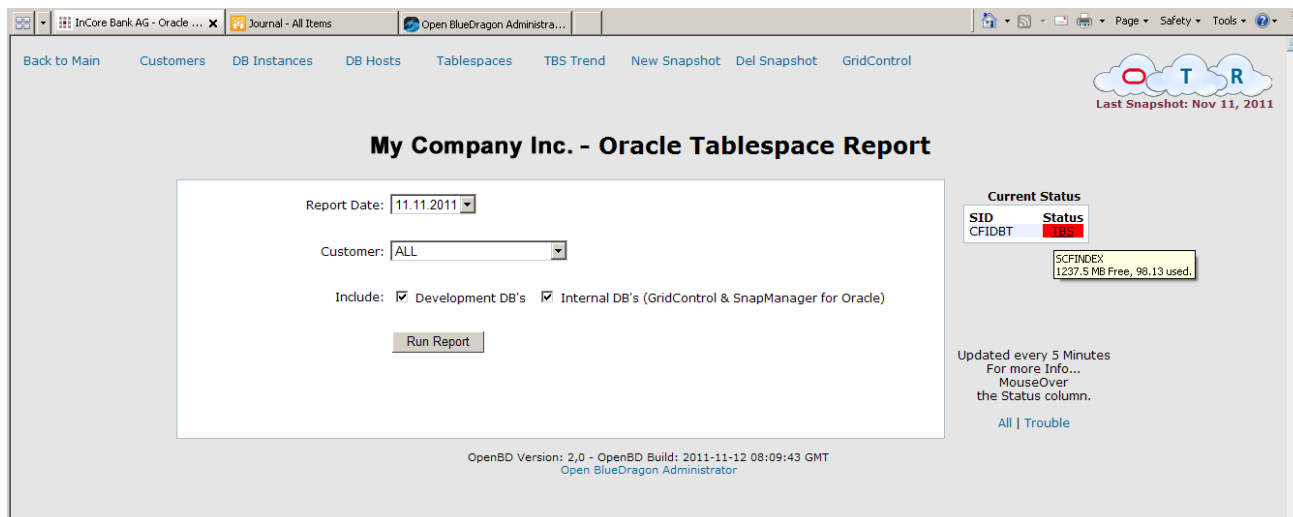 InCore Bank AG - Oracle ...
Journal - All Items
Open BlueDragon Administra...
Page
Safety
Tools
Back to Main Customers DB Instances DB Hosts Tablespaces TBS Trend New Snapshot Del Snapshot GridControl
O T R
Last Snapshot: Nov 11, 2011
My Company Inc. - Oracle Tablespace Report
Report Date: 11.11.2011
Customer: ALL
Include: Development DB's Internal DB's (GridControl & SnapManager for Oracle)
Run Report
Current Status
SID Status
CFIDBT TBS
SCFINDEX
1237.5 MB Free, 98.13 used.
Updated every 5 Minutes
For more Info...
MouseOver
the Status column.
All | Trouble
OpenBD Version: 2,0 - OpenBD Build: 2011-11-12 08:09:43 GMT
Open BlueDragon Administrator